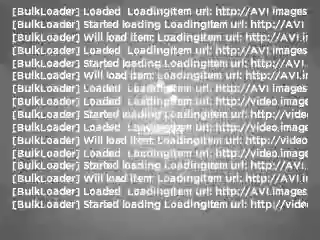 [BulkLoader] Loaded LoadingItem url: http://AVI images
[BulkLoader] Started loading LoadingItem url: http://AVI
[BulkLoader] Will load item: LoadingItem url: http://AVI.ir
[BulkLoader] Loaded LoadingItem url: http://AVI images
[BulkLoader] Started loading LoadingItem url: http://AVI
[BulkLoader] Will load item: LoadingItem url: http://AVI.ir
[BulkLoader] Loaded LoadingItem url: http://AVI images
[BulkLoader] Loaded LoadingItem url: http://video image
[BulkLoader] Started loading LoadingItem url: http://vide
[BulkLoader] Loaded LoadingItem url: http://video image
[BulkLoader] Will load item: LoadingItem url: http://video
[BulkLoader] Loaded LoadingItem url: http://video image
[BulkLoader] Started loading LoadingItem url: http://AVI.
[BulkLoader] Will load item: LoadingItem url: http://AVI.ir
[BulkLoader] Loaded LoadingItem url: http://AVI images
[BulkLoader] Started loading LoadingItem url: http://vide